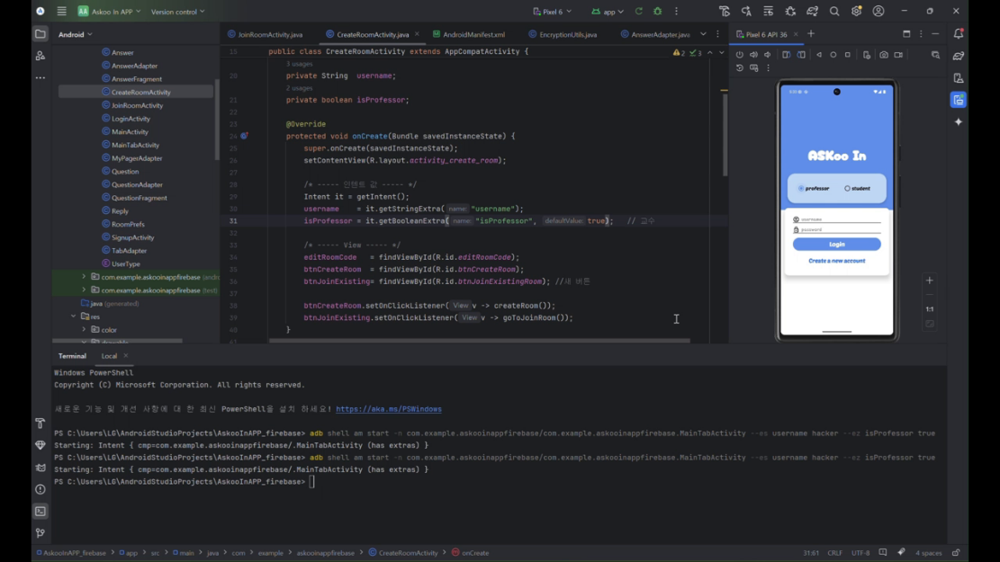 AA Askoo In APP
Version control
Pixel 6
app
Android
JoinRoomActivity.java
CreateRoomActivity.java
AndroidManifest.xml
EncryptionUtils.java
AnswerAdapter.java
Pixel 6 API 36
Answer
AnswerAdapter
AnswerFragment
CreateRoomActivity
JoinRoomActivity
LoginActivity
MainActivity
MainTabActivity
MyPagerAdapter
Question
QuestionAdapter
QuestionFragment
Reply
RoomPrefs
SignupActivity
TabAdapter
UserType
com.example.askooinappfirebase (andr
com.example.askooinappfirebase (test)
java (generated)
res
color
drawable
2 3
15 public class CreateRoomActivity extends AppCompatActivity {
3 usages
20 private String username;
2 usages
21 private boolean isProfessor;
22
23 @Override
24 protected void onCreate(Bundle savedInstanceState) {
25 super.onCreate(savedInstanceState);
26 setContentView(R.layout.activity_create_room);
27
28 /* ----- 인텐트 값 ----- */
29 Intent it = getIntent();
30 username = it.getStringExtra( name: "username");
31 isProfessor = it.getBooleanExtra( name: "isProfessor", defaultValue: true); // 교수
32
33 /* ----- View ----- */
34 editRoomCode = findViewById(R.id.editRoomCode);
35 btnCreateRoom = findViewById(R.id.btnCreateRoom);
36 btnJoinExisting= findViewById(R.id.btnJoinExistingRoom); //새 버튼
37
38 btnCreateRoom.setOnClickListener( View v -> createRoom());
39 btnJoinExisting.setOnClickListener( View v -> goToJoinRoom());
40 }
41
ASKoo In
professor
student
username
password
Login
Create a new account
1:1
Terminal
Local
Windows PowerShell
Copyright (C) Microsoft Corporation. All rights reserved.
새로운 기능 및 개선 사항에 대 한 최신 PowerShell을 설치 하세요! https://aka.ms/PSWindows
PS C:\Users\LG\AndroidStudioProjects\AskooInAPP_firebase> adb shell am start -n com.example.askooinappfirebase/com.example.askooinappfirebase.MainTabActivity --es username hacker --ez isProfessor true
Starting: Intent { cmp=com.example.askooinappfirebase/.MainTabActivity (has extras) }
PS C:\Users\LG\AndroidStudioProjects\AskooInAPP_firebase> adb shell am start -n com.example.askooinappfirebase/com.example.askooinappfirebase.MainTabActivity --es username hacker --ez isProfessor true
Starting: Intent { cmp=com.example.askooinappfirebase/.MainTabActivity (has extras) }
PS C:\Users\LG\AndroidStudioProjects\AskooInAPP_firebase>
AskooInAPP_firebase > app > src > main > java > com > example > askooinappfirebase > CreateRoomActivity > onCreate
31:61 CRLF UTF-8 4 spaces